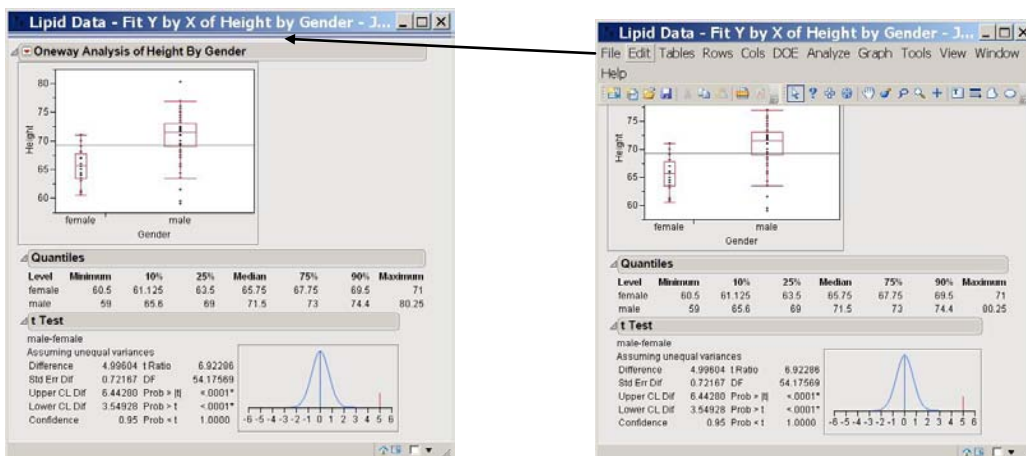 Lipid Data - Fit Y by X of Height by Gender - J...
Oneway Analysis of Height By Gender
80
75
70
65
60
Height
female male
Gender
Quantiles
Level Minimum 10% 25% Median 75% 90% Maximum
female 60.5 61.125 63.5 65.75 67.75 69.5 71
male 59 65.6 69 71.5 73 74.4 80.25
t Test
male-female
Assuming unequal variances
Difference 4.99604 t Ratio 6.92286
Std Err Dif 0.72167 DF 54.17569
Upper CL Dif 6.44280 Prob > |t| <.0001*
Lower CL Dif 3.54928 Prob > t <.0001*
Confidence 0.95 Prob < t 1.0000
-6 -5 -4 -3 -2 -1 0 1 2 3 4 5 6
Lipid Data - Fit Y by X of Height by Gender - J...
File Edit Tables Rows Cols DOE Analyze Graph Tools View Window
Help
75
70
65
60
Height
female male
Gender
Quantiles
Level Minimum 10% 25% Median 75% 90% Maximum
female 60.5 61.125 63.5 65.75 67.75 69.5 71
male 59 65.6 69 71.5 73 74.4 80.25
t Test
male-female
Assuming unequal variances
Difference 4.99604 t Ratio 6.92286
Std Err Dif 0.72167 DF 54.17569
Upper CL Dif 6.44280 Prob > |t| <.0001*
Lower CL Dif 3.54928 Prob > t <.0001*
Confidence 0.95 Prob < t 1.0000
-6 -5 -4 -3 -2 -1 0 1 2 3 4 5 6